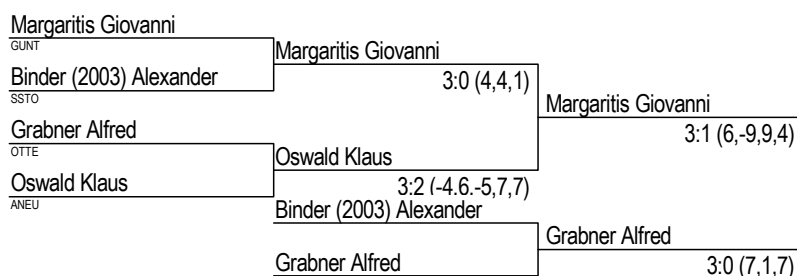 Margaritis Giovanni
GUNT
Margaritis Giovanni
Binder (2003) Alexander
3:0 (4,4,1)
SSTO
Margaritis Giovanni
Grabner Alfred
3:1 (6,-9,9,4)
OTTE
Oswald Klaus
Oswald Klaus
3:2 (-4.6.-5,7,7)
ANEU
Binder (2003) Alexander
Grabner Alfred
Grabner Alfred
3:0 (7,1,7)